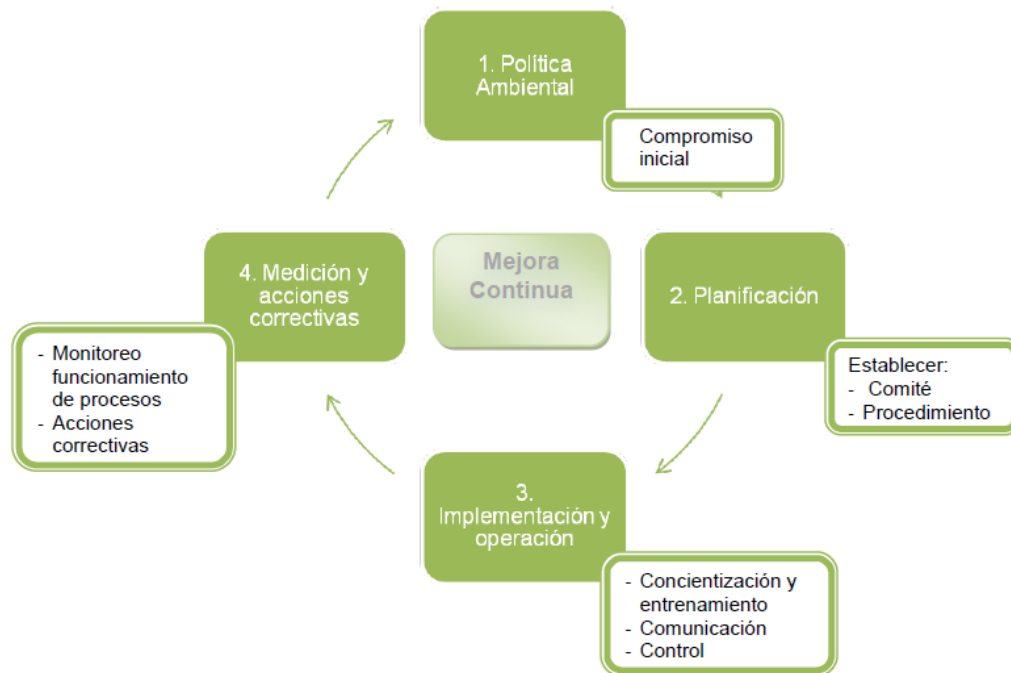 1. Política
Ambiental
Compromiso
inicial
2. Planificación
Establecer:
- Comité
- Procedimiento
3.
Implementación y
operación
- Concientización y
entrenamiento
- Comunicación
- Control
4. Medición y
acciones
correctivas
- Monitoreo
funcionamiento
de procesos
- Acciones
correctivas
Mejora
Continua